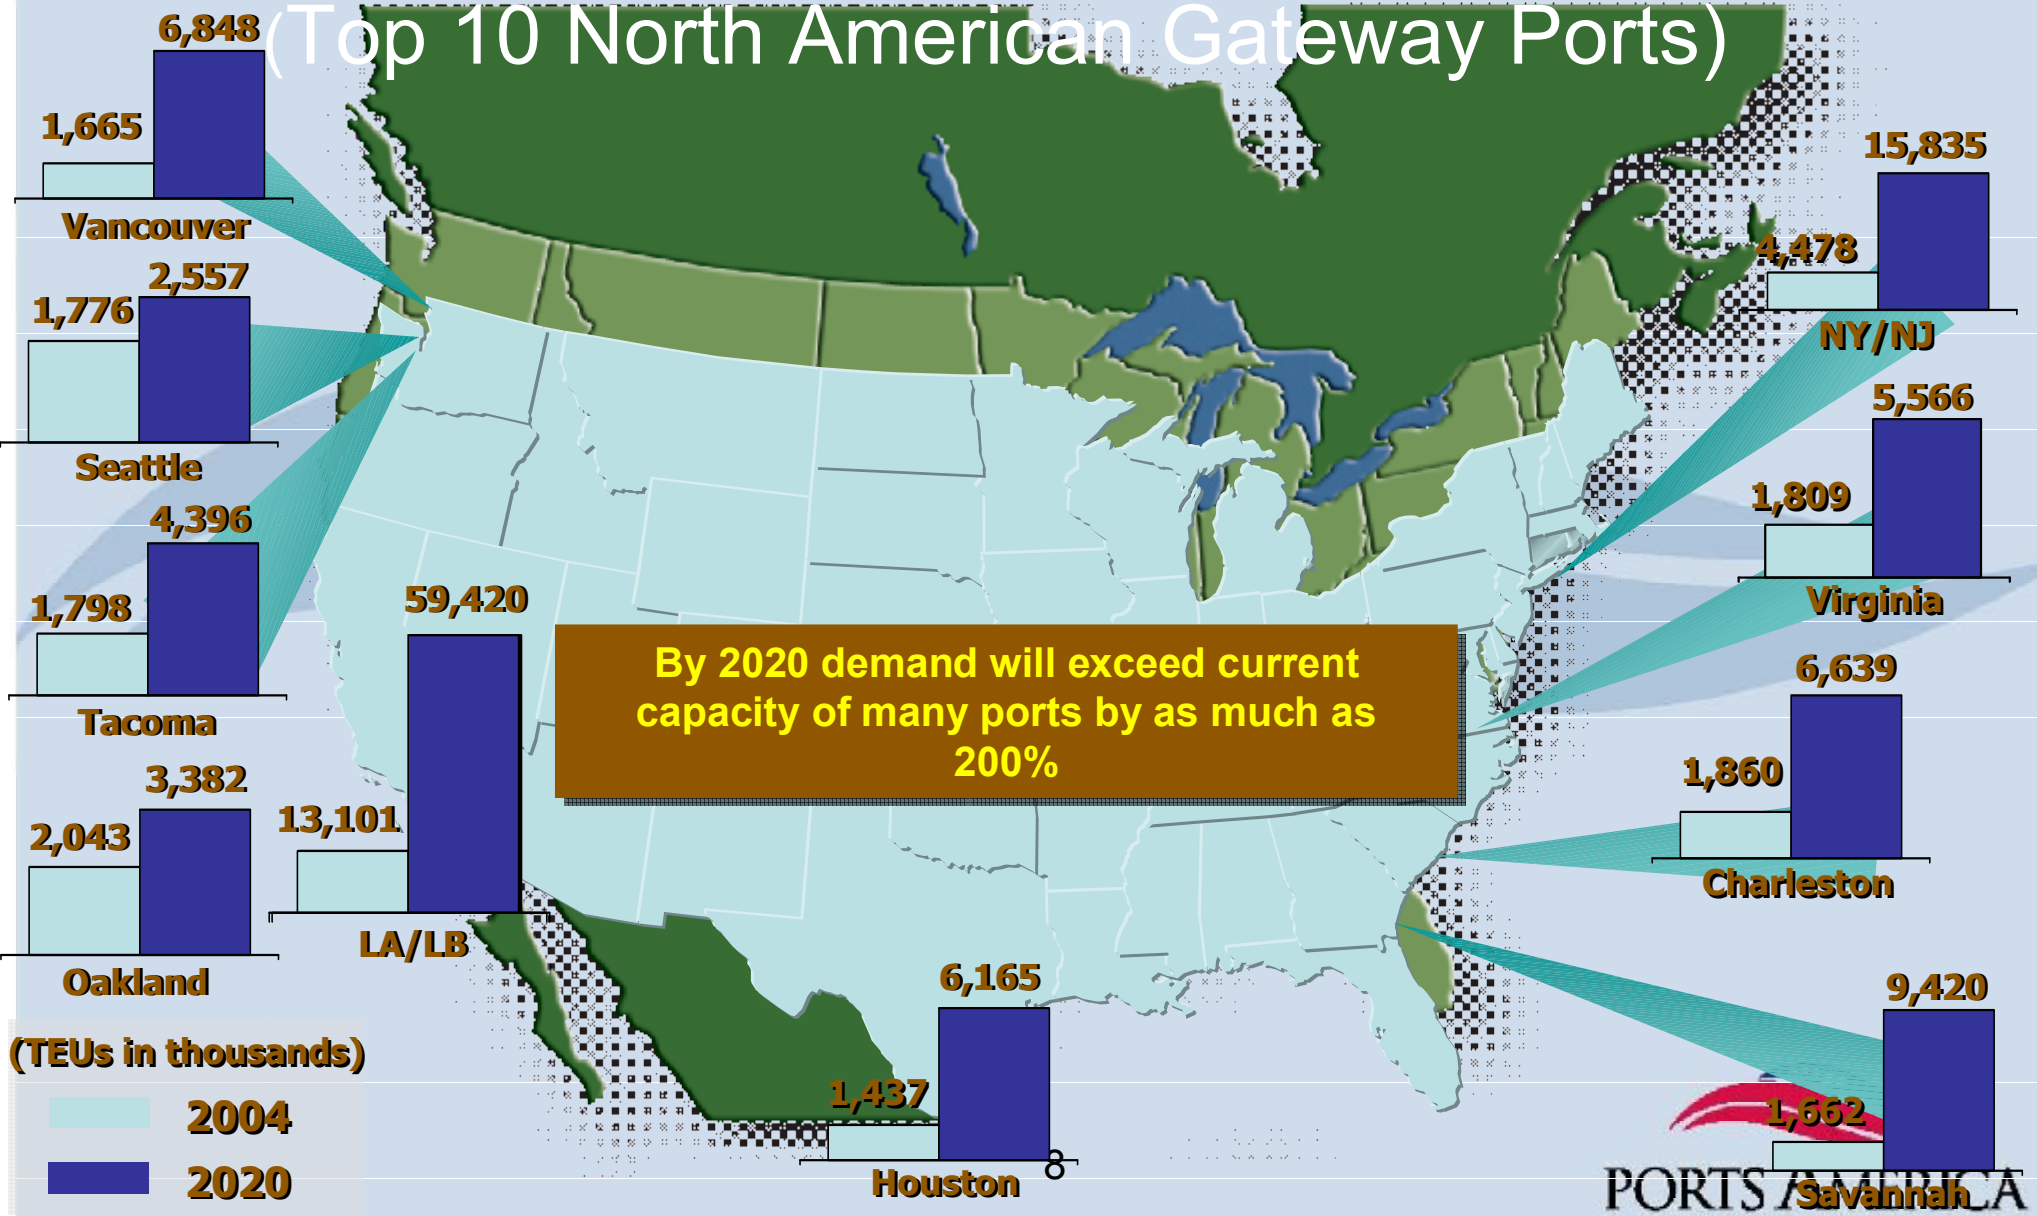 (Top 10 North American Gateway Ports)
6,848
1,665
Vancouver
2,557
1,776
Seattle
4,396
1,798
Tacoma
3,382
2,043
Oakland
59,420
13,101
LA/LB
By 2020 demand will exceed current
capacity of many ports by as much as
200%
15,835
4,478
NY/NJ
5,566
1,809
Virginia
6,639
1,860
Charleston
9,420
1,662
Savannah
6,165
1,437
Houston
(TEUs in thousands)
2004
2020
8
PORTS AMERICA